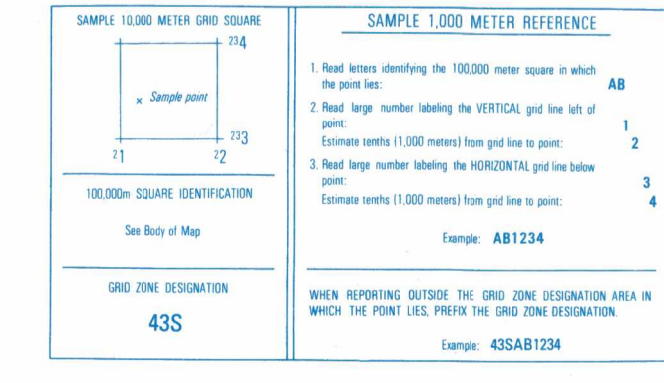 SAMPLE 10,000 METER GRID SQUARE
234
× Sample point
233
21 22
100,000m SQUARE IDENTIFICATION
See Body of Map
GRID ZONE DESIGNATION
43S
SAMPLE 1,000 METER REFERENCE
1. Read letters identifying the 100,000 meter square in which
the point lies: AB
2. Read large number labeling the VERTICAL grid line left of
point: 1
Estimate tenths (1,000 meters) from grid line to point: 2
3. Read large number labeling the HORIZONTAL grid line below
point: 3
Estimate tenths (1,000 meters) from grid line to point: 4
Example: AB1234
WHEN REPORTING OUTSIDE THE GRID ZONE DESIGNATION AREA IN
WHICH THE POINT LIES, PREFIX THE GRID ZONE DESIGNATION.
Example: 43SAB1234